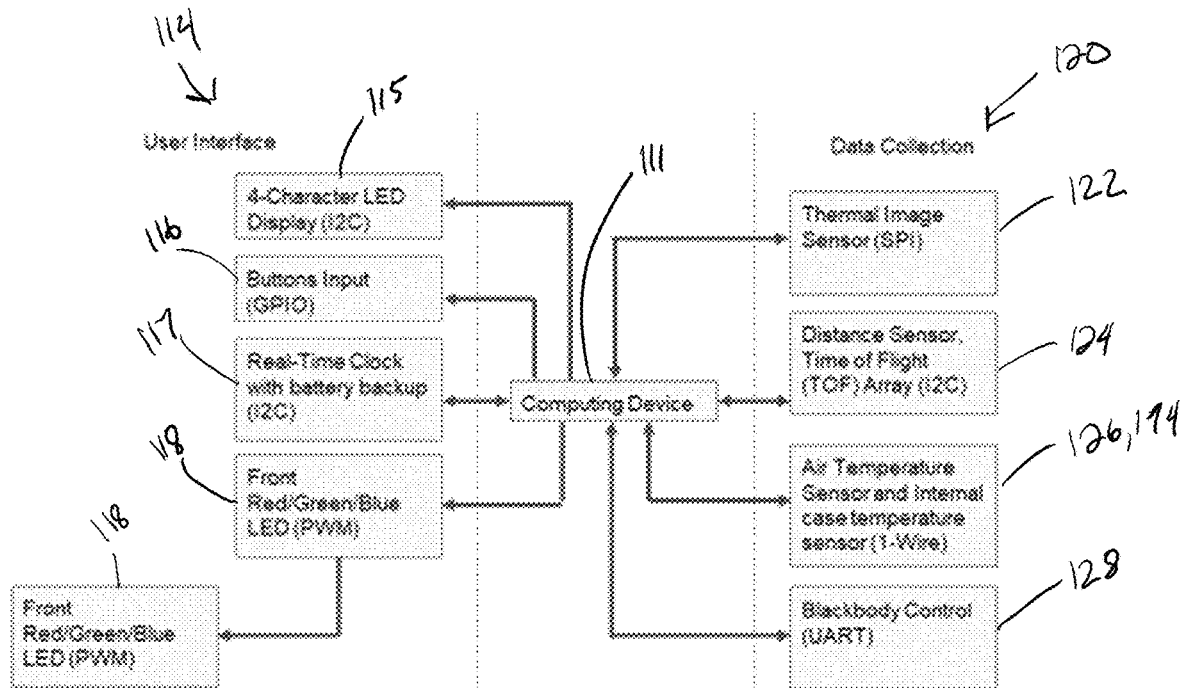 114
120
115
User Interface
Data Collection
111
4-Character LED
Display (I2C)
Thermal Image
Sensor (SPI)
122
116
Buttons Input
(GPIO)
117
Real-Time Clock
with battery backup
(I2C)
Distance Sensor,
Time of Flight
(TOF) Array (I2C)
124
Computing Device
118
Front
Red/Green/Blue
LED (PWM)
Air Temperature
Sensor and Internal
case temperature
sensor (1-Wire)
126, 194
118
Front
Red/Green/Blue
LED (PWM)
Blackbody Control
(UART)
128